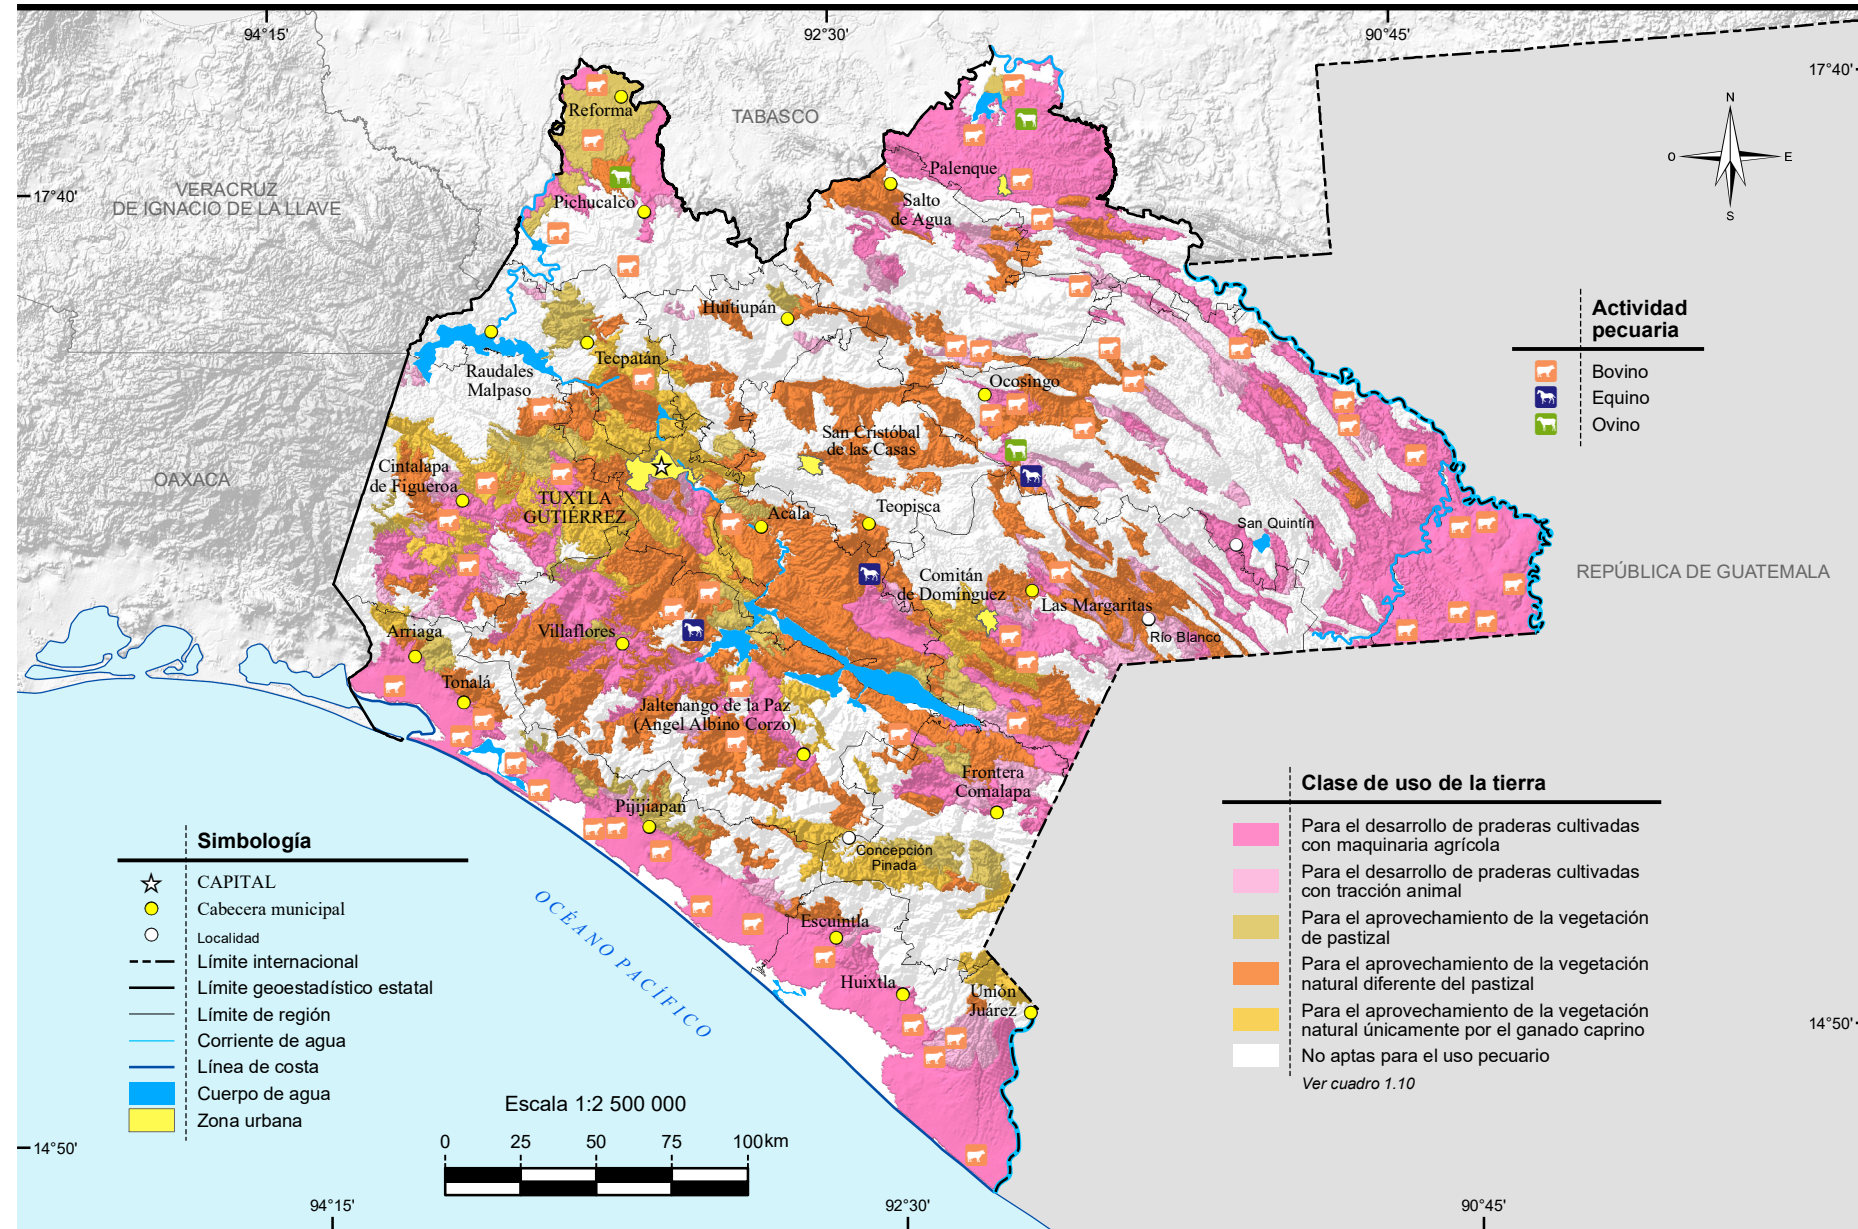 94°15'
92°30'
90°45'
17°40'
17°40'
TABASCO
VERACRUZ
DE IGNACIO DE LA LLAVE
OAXACA
REPÚBLICA DE GUATEMALA
N
O
E
S
Reforma
Pichucalco
Palenque
Salto
de Agua
Huitiupán
Tecpatán
Raudales
Malpaso
Ocosingo
San Cristóbal
de las Casas
Cintalapa
de Figueroa
TUXTLA
GUTIÉRREZ
Acala
Teopisca
San Quintín
Comitán
de Domínguez
Las Margaritas
Río Blanco
Arriaga
Villaflores
Tonalá
Jaltenango de la Paz
(Angel Albino Corzo)
Frontera
Comalapa
Pijijiapan
Concepción
Pinada
Escuintla
Huixtla
Unión
Juárez
OCÉANO PACÍFICO
Actividad
pecuaria
Bovino
Equino
Ovino
Clase de uso de la tierra
Para el desarrollo de praderas cultivadas
con maquinaria agrícola
Para el desarrollo de praderas cultivadas
con tracción animal
Para el aprovechamiento de la vegetación
de pastizal
Para el aprovechamiento de la vegetación
natural diferente del pastizal
Para el aprovechamiento de la vegetación
natural únicamente por el ganado caprino
No aptas para el uso pecuario
Ver cuadro 1.10
Simbología
CAPITAL
Cabecera municipal
Localidad
Límite internacional
Límite geoestadístico estatal
Límite de región
Corriente de agua
Línea de costa
Cuerpo de agua
Zona urbana
Escala 1:2 500 000
0 25 50 75 100km
14°50'
14°50'
94°15'
92°30'
90°45'